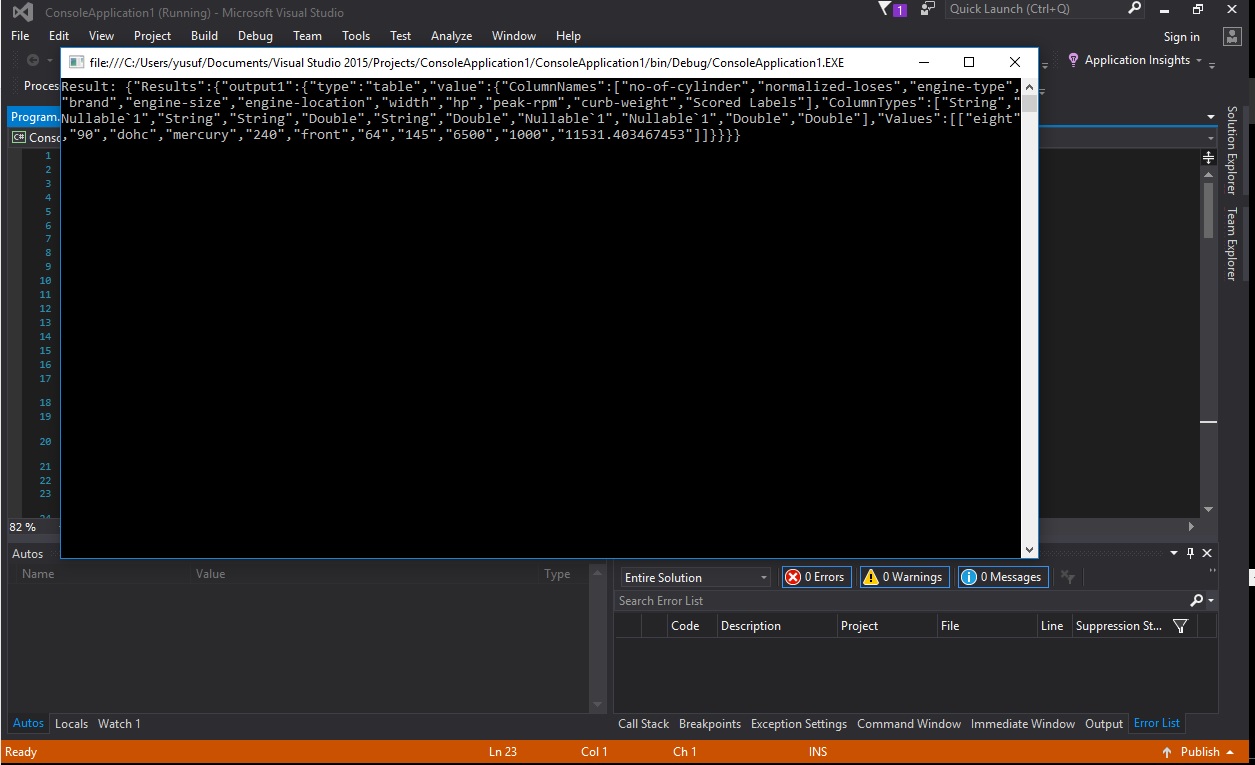 ConsoleApplication1 (Running) - Microsoft Visual Studio
1
Quick Launch (Ctrl+Q)
File Edit View Project Build Debug Team Tools Test Analyze Window Help
Sign in
file:///C:/Users/yusuf/Documents/Visual Studio 2015/Projects/ConsoleApplication1/ConsoleApplication1/bin/Debug/ConsoleApplication1.EXE
Application Insights
Proces
Result: {"Results":{"output1":{"type":"table","value":{"ColumnNames":["no-of-cylinder","normalized-loses","engine-type",
"brand","engine-size","engine-location","width","hp","peak-rpm","curb-weight","Scored Labels"],"ColumnTypes":["String","
Nullable`1","String","String","Double","String","Double","Nullable`1","Nullable`1","Double","Double"],"Values":[["eight"
,"90","dohc","mercury","240","front","64","145","6500","1000","11531.403467453"]]}}}}
Program.
C# Conso
Solution Explorer
Team Explorer
1
2
3
4
5
6
7
8
9
10
11
12
13
14
15
16
17
18
19
20
21
22
23
24
82 %
Autos
Name Value Type
Entire Solution 0 Errors 0 Warnings 0 Messages
Search Error List
Code Description Project File Line Suppression St...
Autos Locals Watch 1
Call Stack Breakpoints Exception Settings Command Window Immediate Window Output Error List
Ready Ln 23 Col 1 Ch 1 INS Publish